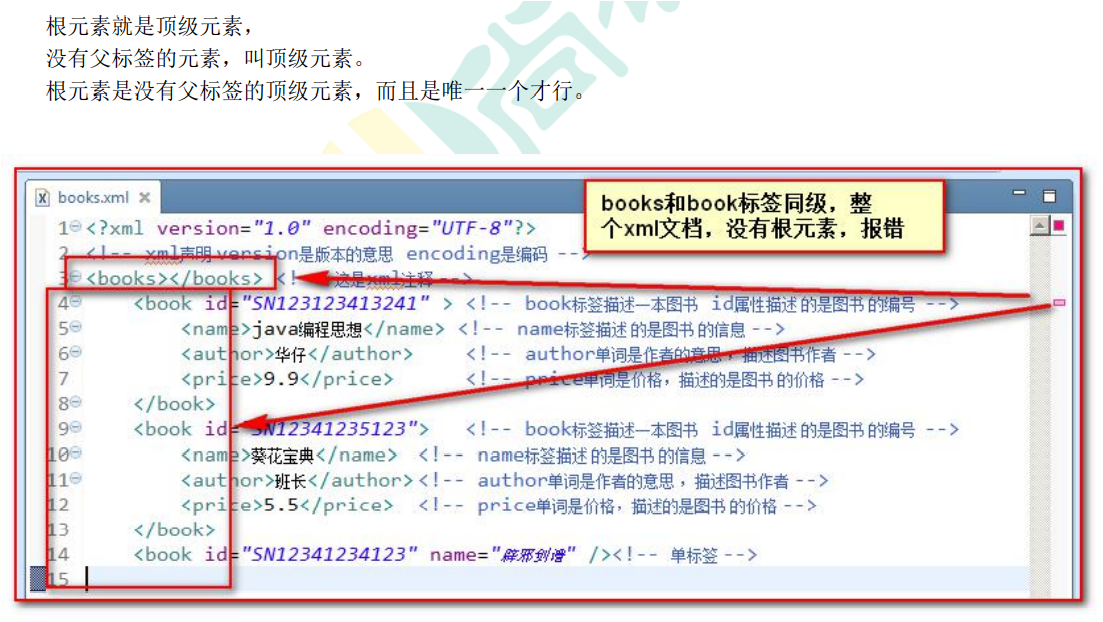 根元素就是顶级元素，
没有父标签的元素，叫顶级元素。
根元素是没有父标签的顶级元素，而且是唯一一个才行。
books.xml
books和book标签同级，整
个xml文档，没有根元素，报错
1 <?xml version="1.0" encoding="UTF-8"?>
2 <!-- xml声明 version是版本的意思 encoding是编码 -->
3 <books></books> <!-- 这是xml注释 -->
4 <book id="SN123123413241" > <!-- book标签描述一本图书 id属性描述 的是图书 的编号 -->
5 <name>java编程思想</name> <!-- name标签描述 的是图书 的信息 -->
6 <author>华仔</author> <!-- author单词是作者的意思 ，描述图书作者 -->
7 <price>9.9</price> <!-- price单词是价格，描述的是图书 的价格 -->
8 </book>
9 <book id="SN12341235123"> <!-- book标签描述一本图书 id属性描述 的是图书 的编号 -->
10 <name>葵花宝典</name> <!-- name标签描述 的是图书 的信息 -->
11 <author>班长</author> <!-- author单词是作者的意思 ，描述图书作者 -->
12 <price>5.5</price> <!-- price单词是价格，描述的是图书 的价格 -->
13 </book>
14 <book id="SN12341234123" name="辟邪剑谱" /><!-- 单标签 -->
15